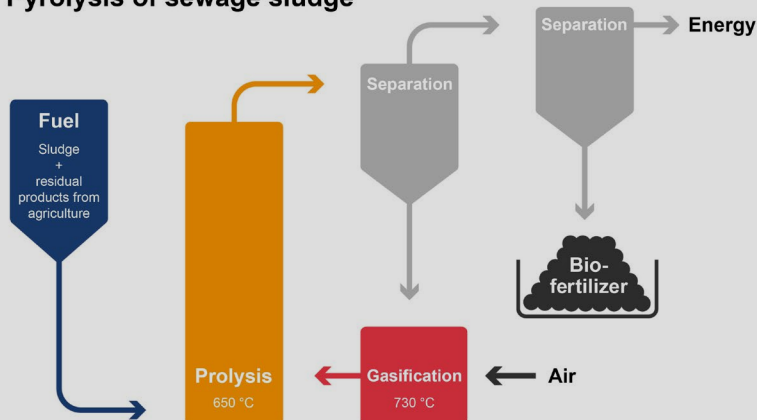 Pyrolysis of sewage sludge
Separation
Energy
Separation
Fuel
Sludge
+
residual
products from
agriculture
Bio-
fertilizer
Prolysis
650 °C
Gasification
730 °C
Air